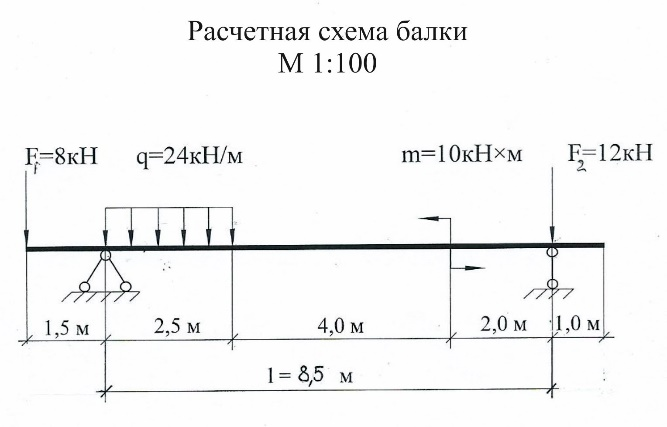 Расчетная схема балки
М 1:100
F₁=8кН q=24кН/м m=10кН×м F₂=12кН
1,5 м 2,5 м 4,0 м 2,0 м 1,0 м
l = 8,5 м